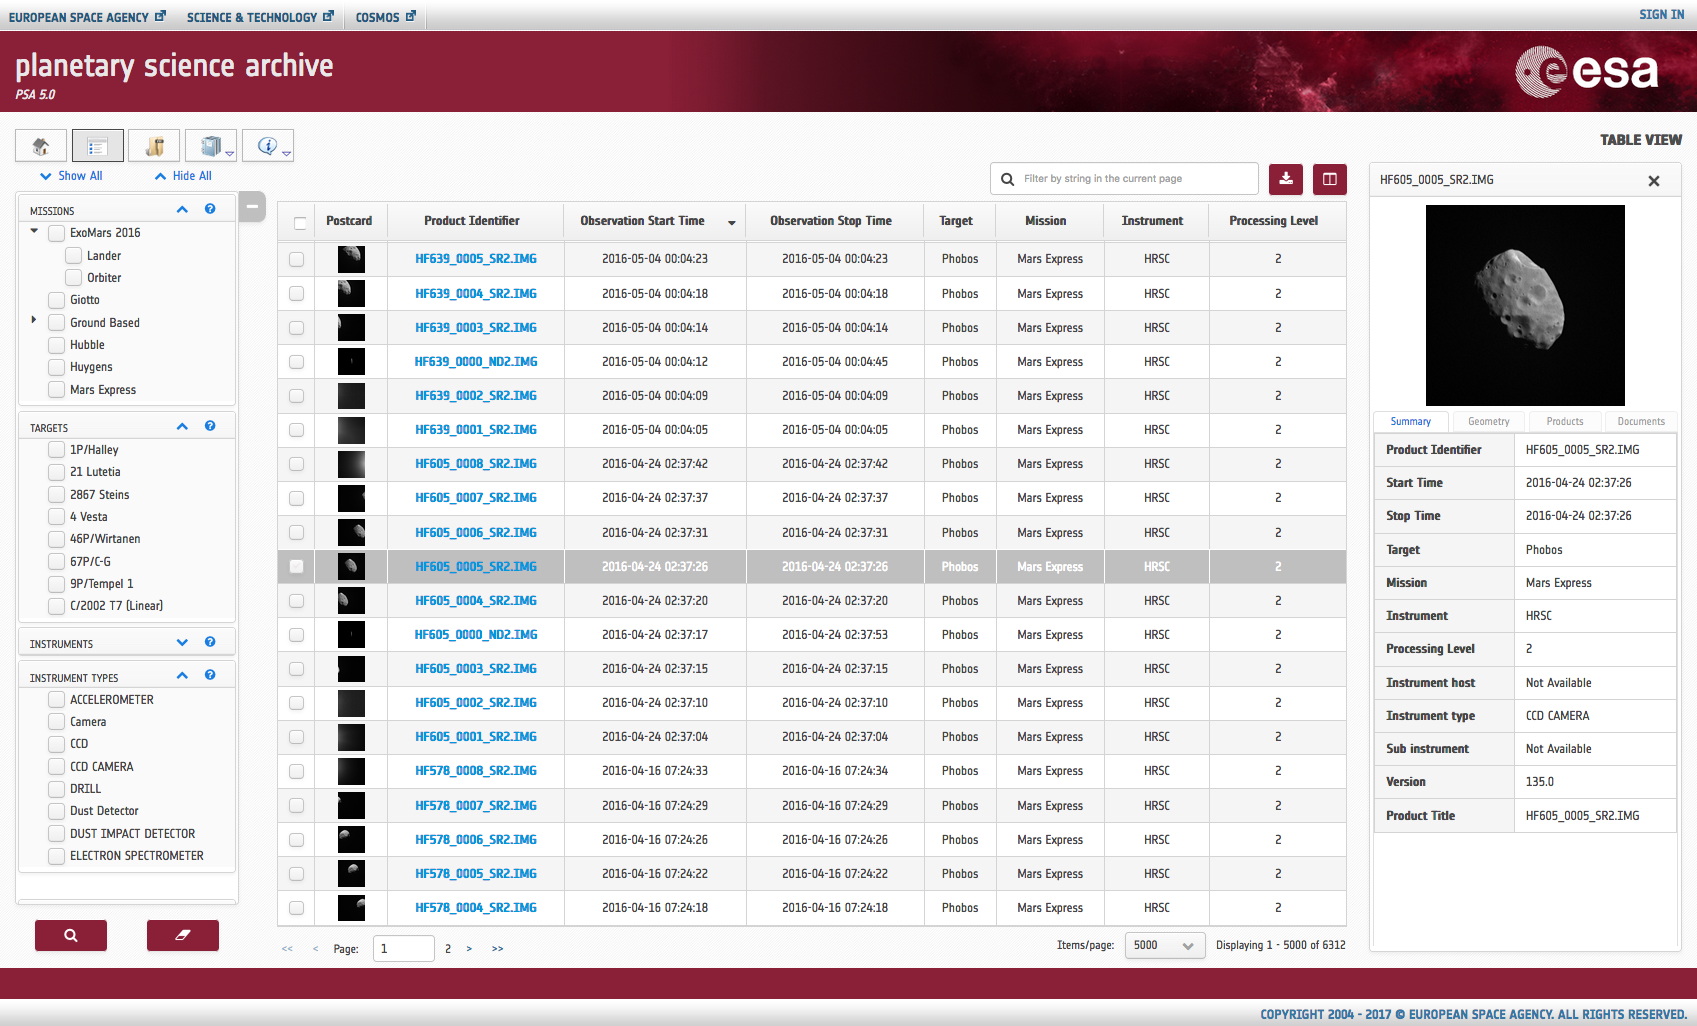 EUROPEAN SPACE AGENCY SCIENCE & TECHNOLOGY COSMOS SIGN IN
planetary science archive
PSA 5.0
esa
TABLE VIEW
Show All Hide All
Filter by string in the current page
HF605_0005_SR2.IMG
MISSIONS
ExoMars 2016
Lander
Orbiter
Giotto
Ground Based
Hubble
Huygens
Mars Express
TARGETS
1P/Halley
21 Lutetia
2867 Steins
4 Vesta
46P/Wirtanen
67P/C-G
9P/Tempel 1
C/2002 T7 (Linear)
INSTRUMENTS
INSTRUMENT TYPES
ACCELEROMETER
Camera
CCD
CCD CAMERA
DRILL
Dust Detector
DUST IMPACT DETECTOR
ELECTRON SPECTROMETER
Postcard Product Identifier Observation Start Time Observation Stop Time Target Mission Instrument Processing Level
HF639_0005_SR2.IMG 2016-05-04 00:04:23 2016-05-04 00:04:23 Phobos Mars Express HRSC 2
HF639_0004_SR2.IMG 2016-05-04 00:04:18 2016-05-04 00:04:18 Phobos Mars Express HRSC 2
HF639_0003_SR2.IMG 2016-05-04 00:04:14 2016-05-04 00:04:14 Phobos Mars Express HRSC 2
HF639_0000_ND2.IMG 2016-05-04 00:04:12 2016-05-04 00:04:45 Phobos Mars Express HRSC 2
HF639_0002_SR2.IMG 2016-05-04 00:04:09 2016-05-04 00:04:09 Phobos Mars Express HRSC 2
HF639_0001_SR2.IMG 2016-05-04 00:04:05 2016-05-04 00:04:05 Phobos Mars Express HRSC 2
HF605_0008_SR2.IMG 2016-04-24 02:37:42 2016-04-24 02:37:42 Phobos Mars Express HRSC 2
HF605_0007_SR2.IMG 2016-04-24 02:37:37 2016-04-24 02:37:37 Phobos Mars Express HRSC 2
HF605_0006_SR2.IMG 2016-04-24 02:37:31 2016-04-24 02:37:31 Phobos Mars Express HRSC 2
HF605_0005_SR2.IMG 2016-04-24 02:37:26 2016-04-24 02:37:26 Phobos Mars Express HRSC 2
HF605_0004_SR2.IMG 2016-04-24 02:37:20 2016-04-24 02:37:20 Phobos Mars Express HRSC 2
HF605_0000_ND2.IMG 2016-04-24 02:37:17 2016-04-24 02:37:53 Phobos Mars Express HRSC 2
HF605_0003_SR2.IMG 2016-04-24 02:37:15 2016-04-24 02:37:15 Phobos Mars Express HRSC 2
HF605_0002_SR2.IMG 2016-04-24 02:37:10 2016-04-24 02:37:10 Phobos Mars Express HRSC 2
HF605_0001_SR2.IMG 2016-04-24 02:37:04 2016-04-24 02:37:04 Phobos Mars Express HRSC 2
HF578_0008_SR2.IMG 2016-04-16 07:24:33 2016-04-16 07:24:34 Phobos Mars Express HRSC 2
HF578_0007_SR2.IMG 2016-04-16 07:24:29 2016-04-16 07:24:29 Phobos Mars Express HRSC 2
HF578_0006_SR2.IMG 2016-04-16 07:24:26 2016-04-16 07:24:26 Phobos Mars Express HRSC 2
HF578_0005_SR2.IMG 2016-04-16 07:24:22 2016-04-16 07:24:22 Phobos Mars Express HRSC 2
HF578_0004_SR2.IMG 2016-04-16 07:24:18 2016-04-16 07:24:18 Phobos Mars Express HRSC 2
<< < Page: 1 2 > >> Items/page: 5000 Displaying 1 - 5000 of 6312
Summary Geometry Products Documents
Product Identifier HF605_0005_SR2.IMG
Start Time 2016-04-24 02:37:26
Stop Time 2016-04-24 02:37:26
Target Phobos
Mission Mars Express
Instrument HRSC
Processing Level 2
Instrument host Not Available
Instrument type CCD CAMERA
Sub instrument Not Available
Version 135.0
Product Title HF605_0005_SR2.IMG
COPYRIGHT 2004 - 2017 © EUROPEAN SPACE AGENCY. ALL RIGHTS RESERVED.